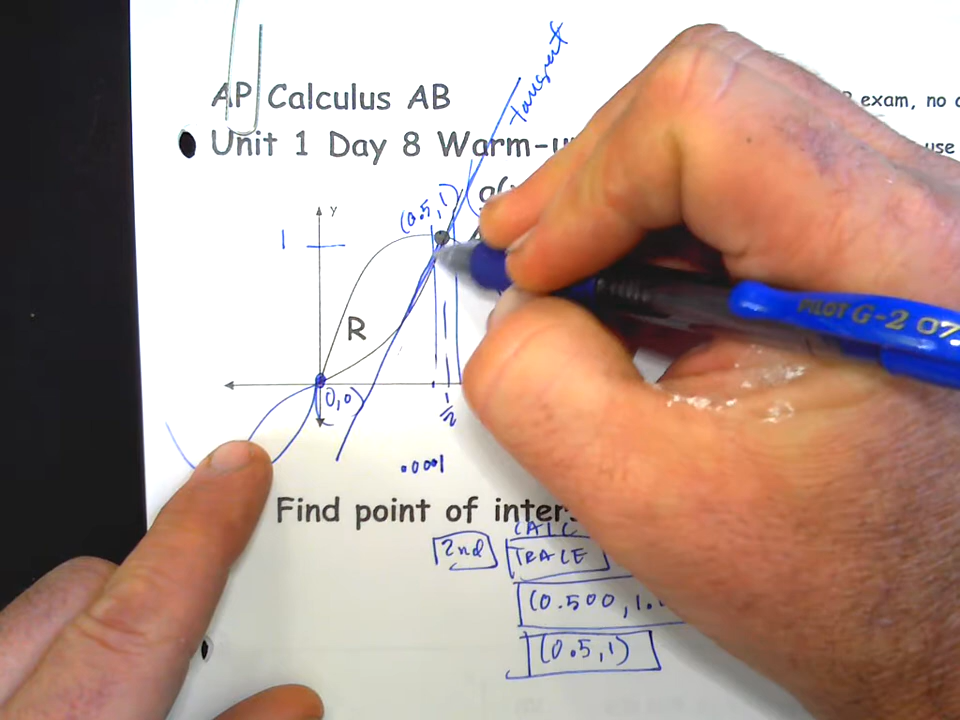 AP Calculus AB
exam, no
Unit 1 Day 8 Warm-u
use
tangent
y
(0.5, 1)
g(
1
R
(0,0)
1/2
.0001
Find point of inter
CALC
2nd TRACE
(0.500, 1.
(0.5, 1)
PILOT G-2 07